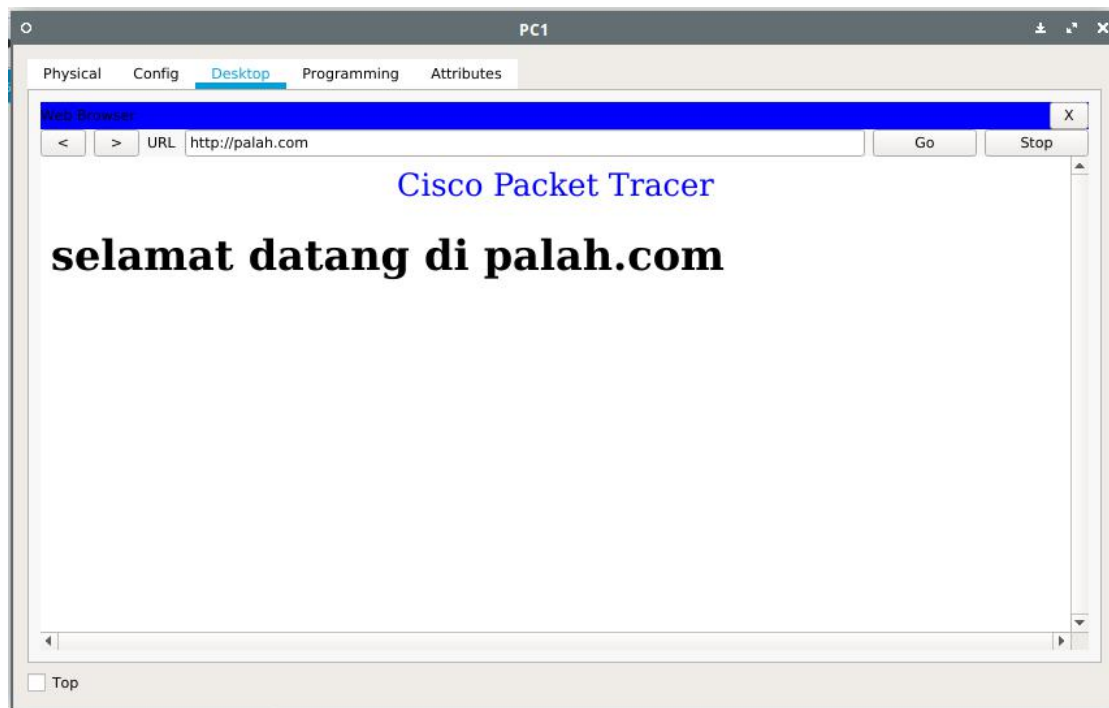 PC1
Physical Config Desktop Programming Attributes
Web Browser
X
< > URL http://palah.com Go Stop
Cisco Packet Tracer
selamat datang di palah.com
Top